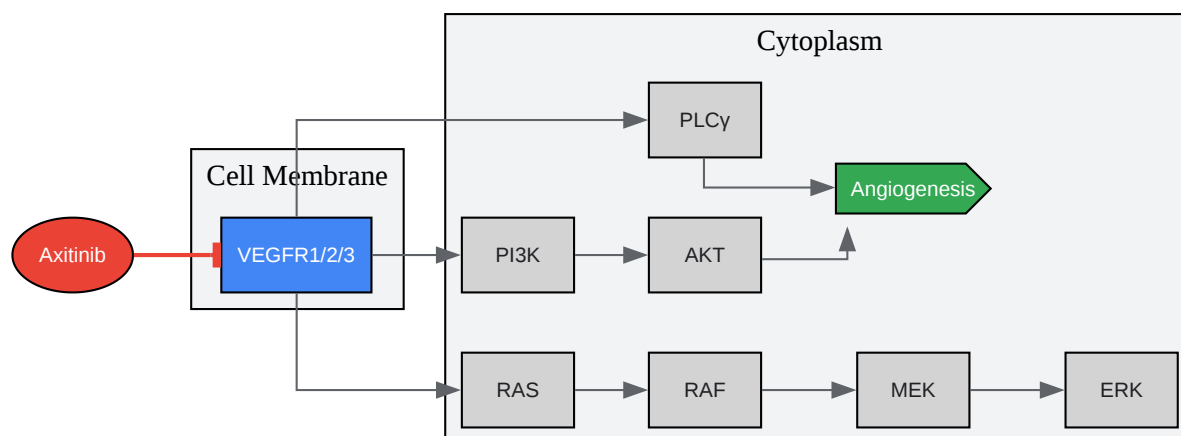 Cytoplasm
PLCγ
Cell Membrane
Angiogenesis
Axitinib
VEGFR1/2/3
PI3K
AKT
RAS
RAF
MEK
ERK